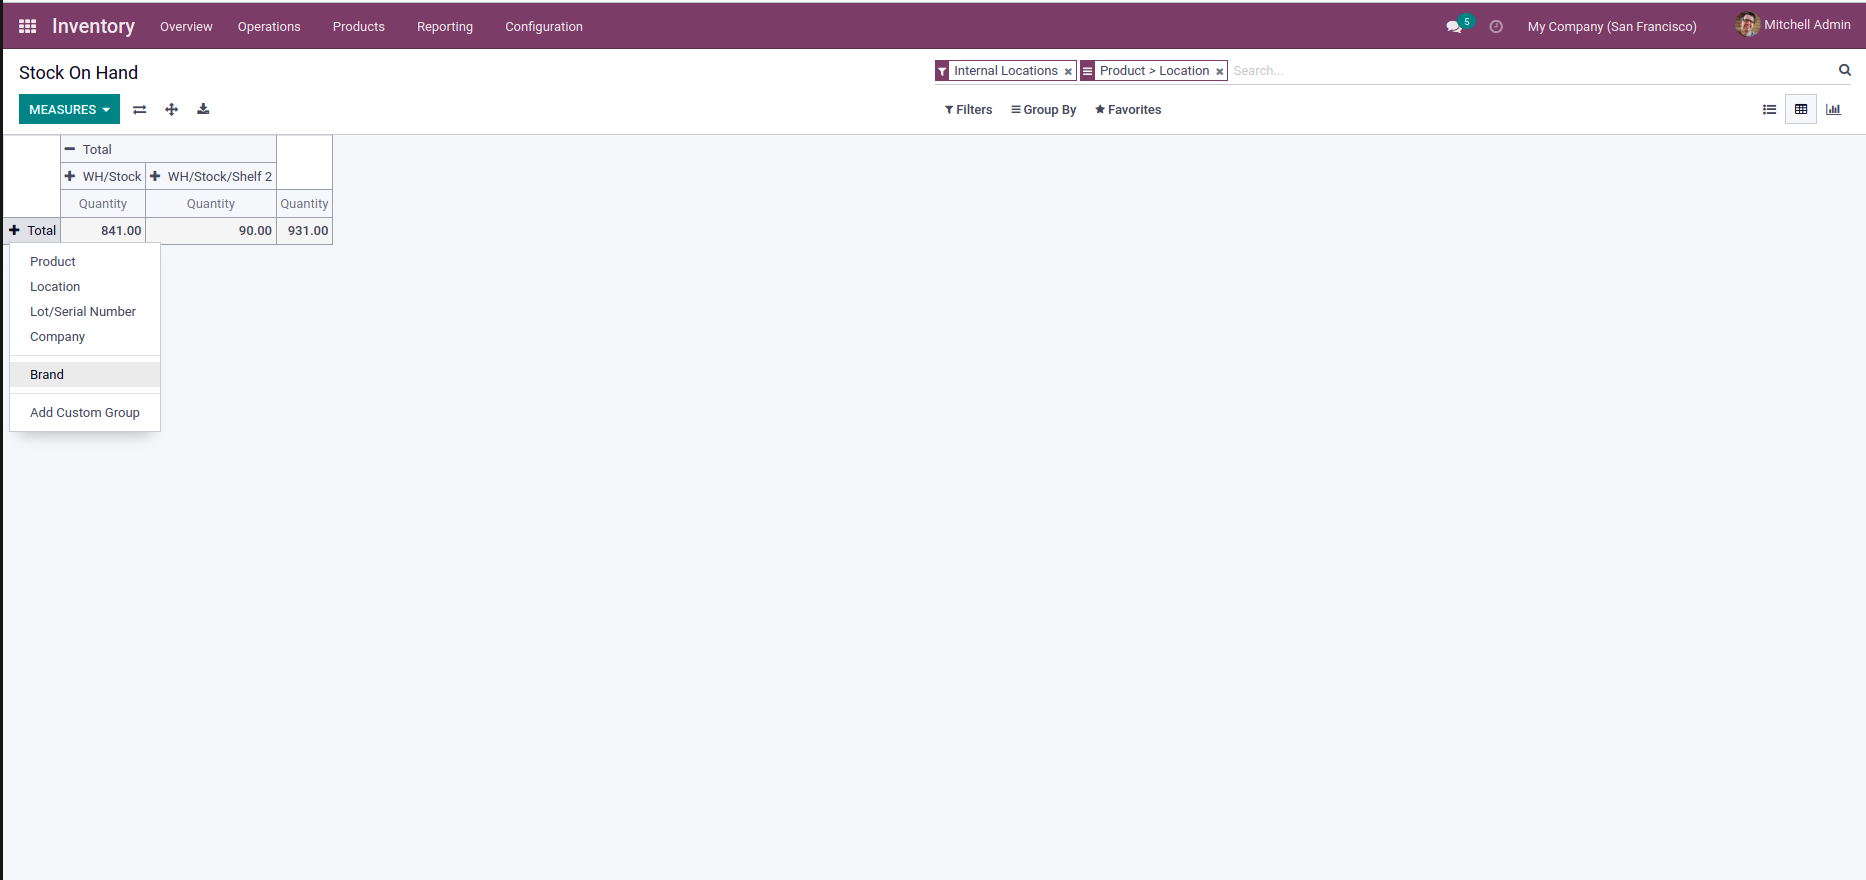 Inventory Overview Operations Products Reporting Configuration 5 My Company (San Francisco) Mitchell Admin
Stock On Hand
Internal Locations Product > Location Search...
MEASURES Filters Group By Favorites
Total
WH/Stock WH/Stock/Shelf 2
Quantity Quantity Quantity
Total 841.00 90.00 931.00
Product
Location
Lot/Serial Number
Company
Brand
Add Custom Group